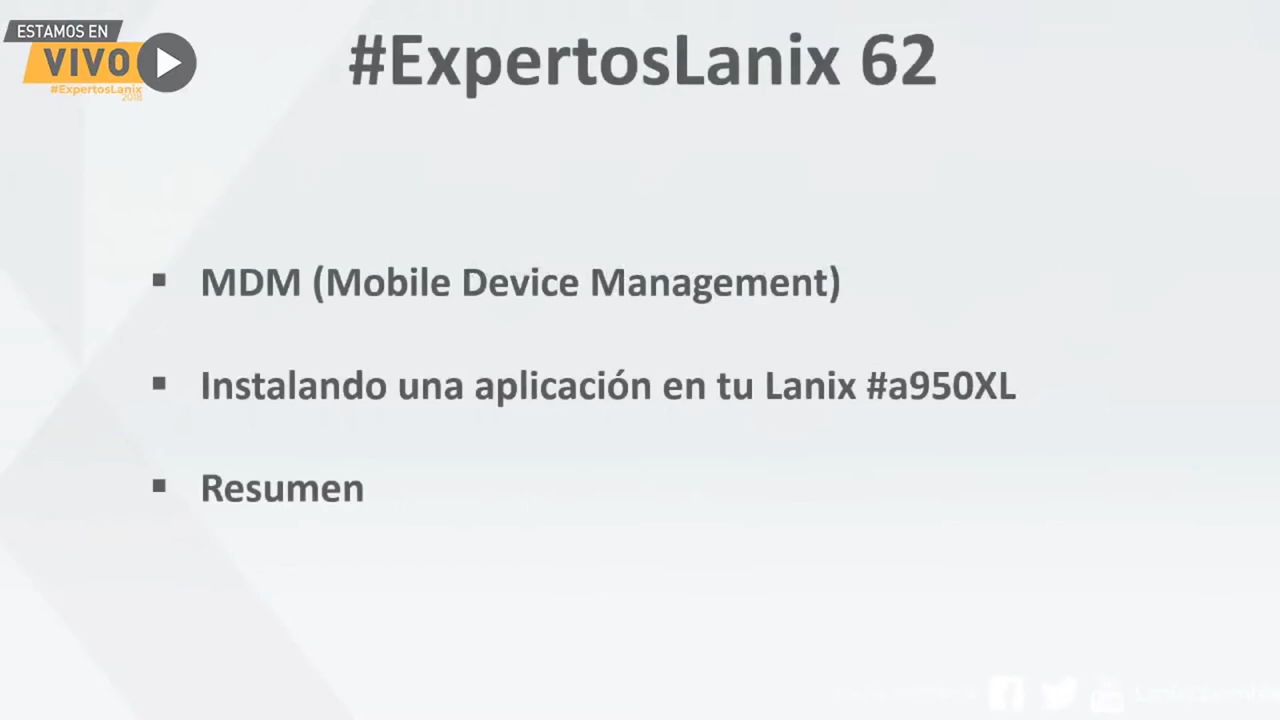 ESTAMOS EN
VIVO
#ExpertosLanix
2018
#ExpertosLanix 62
▪ MDM (Mobile Device Management)
▪ Instalando una aplicación en tu Lanix #a950XL
▪ Resumen